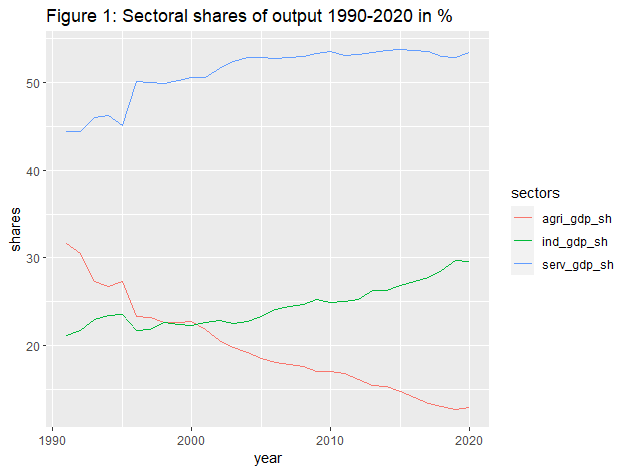 Figure 1: Sectoral shares of output 1990-2020 in %
50
40
30
20
shares
1990
2000
2010
2020
year
sectors
agri_gdp_sh
ind_gdp_sh
serv_gdp_sh